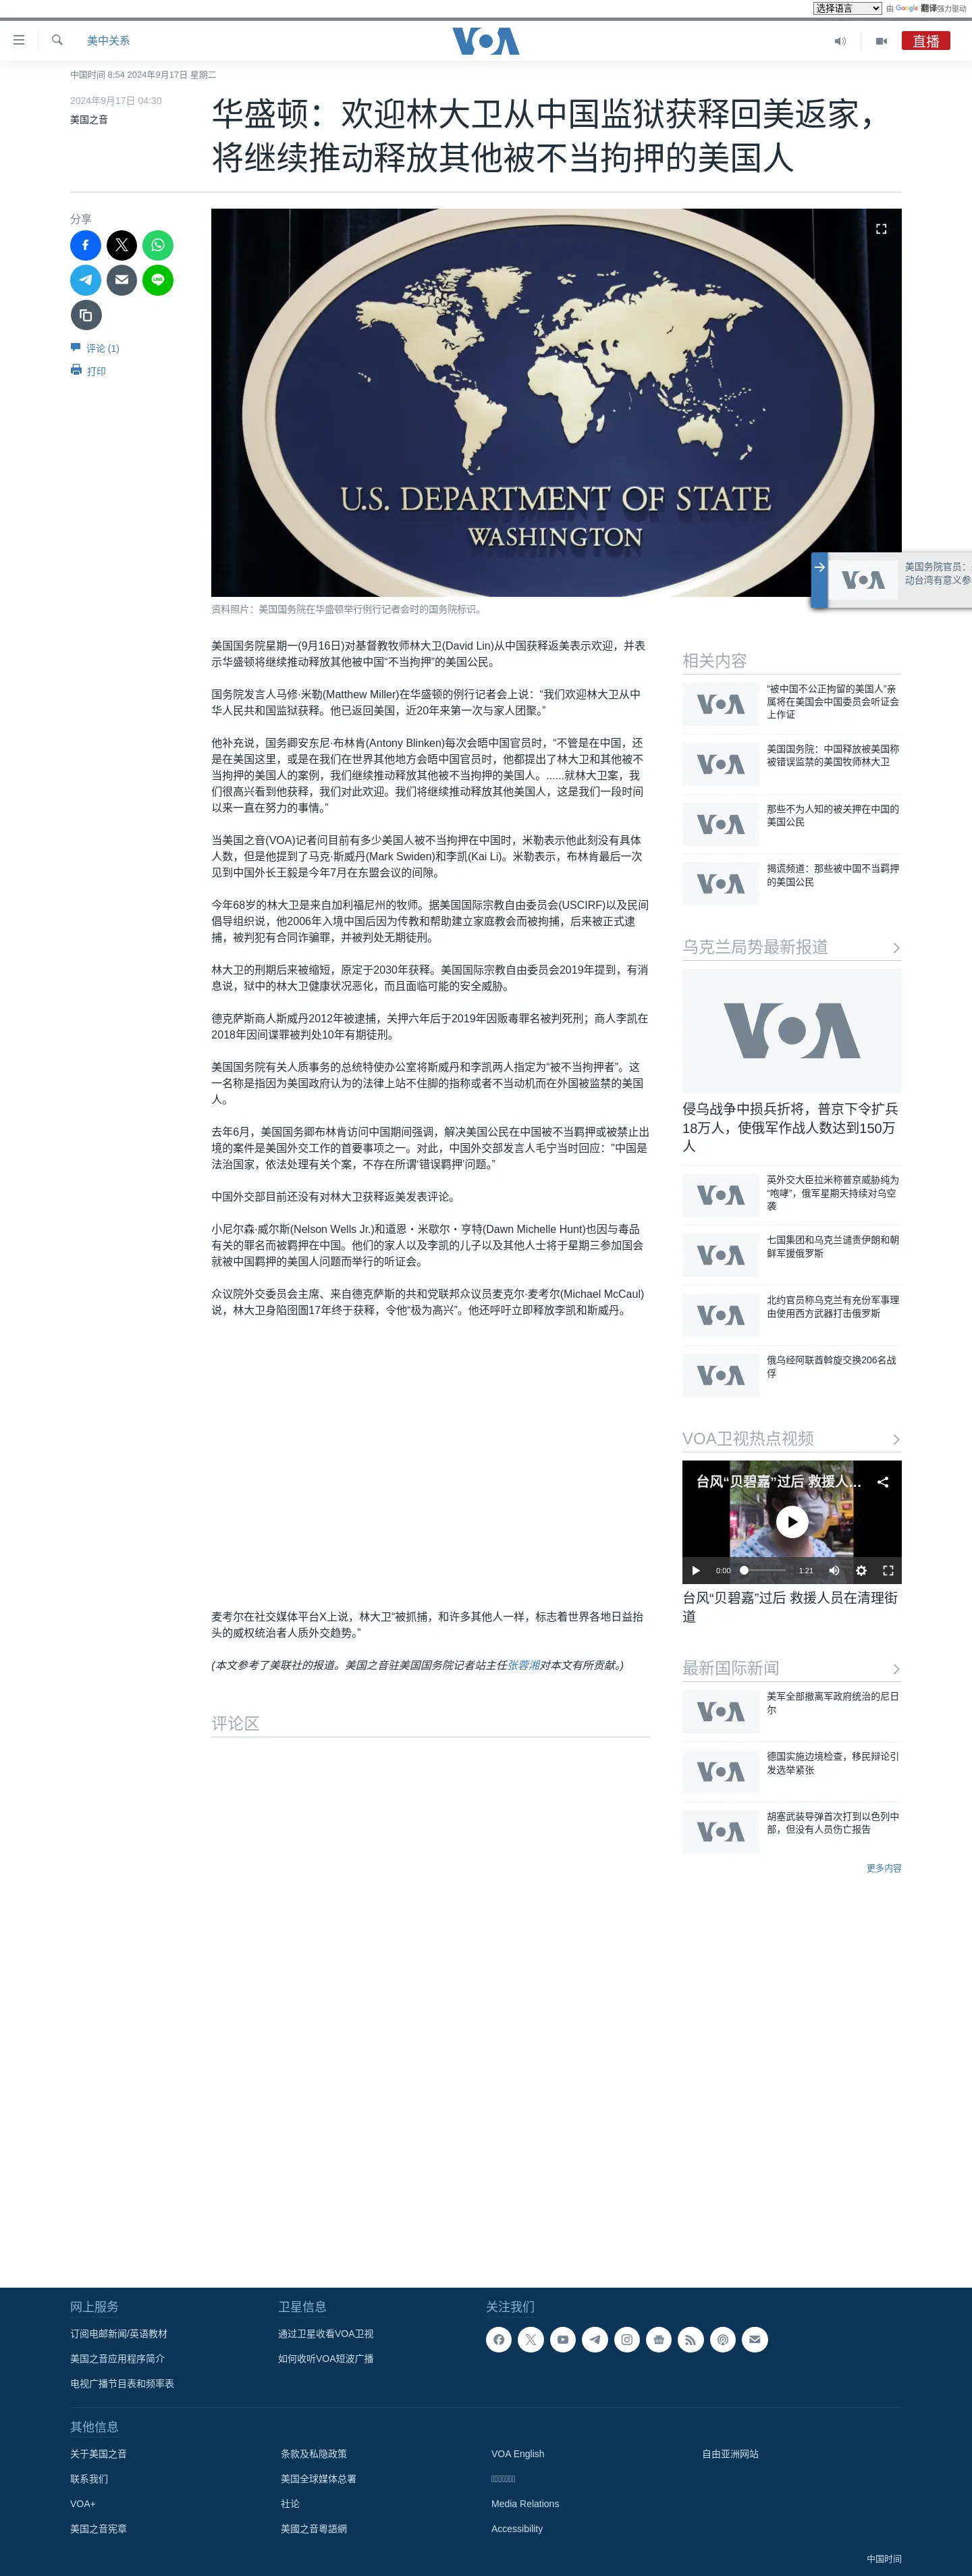 选择语言 由 Google 翻译强力驱动
美中关系
VOA
直播
中国时间 8:54 2024年9月17日 星期二
2024年9月17日 04:30
美国之音
华盛顿：欢迎林大卫从中国监狱获释回美返家，
将继续推动释放其他被不当拘押的美国人
分享
评论 (1)
打印
U.S. DEPARTMENT OF STATE
WASHINGTON
资料照片：美国国务院在华盛顿举行例行记者会时的国务院标识。
VOA
美国务院官员：
动台湾有意义参
美国国务院星期一(9月16日)对基督教牧师林大卫(David Lin)从中国获释返美表示欢迎，并表
示华盛顿将继续推动释放其他被中国“不当拘押”的美国公民。
国务院发言人马修·米勒(Matthew Miller)在华盛顿的例行记者会上说：“我们欢迎林大卫从中
华人民共和国监狱获释。他已返回美国，近20年来第一次与家人团聚。”
他补充说，国务卿安东尼·布林肯(Antony Blinken)每次会晤中国官员时，“不管是在中国，还
是在美国这里，或是在我们在世界其他地方会晤中国官员时，他都提出了林大卫和其他被不
当拘押的美国人的案例，我们继续推动释放其他被不当拘押的美国人。......就林大卫案，我
们很高兴看到他获释，我们对此欢迎。我们将继续推动释放其他美国人，这是我们一段时间
以来一直在努力的事情。”
当美国之音(VOA)记者问目前有多少美国人被不当拘押在中国时，米勒表示他此刻没有具体
人数，但是他提到了马克·斯威丹(Mark Swiden)和李凯(Kai Li)。米勒表示，布林肯最后一次
见到中国外长王毅是今年7月在东盟会议的间隙。
今年68岁的林大卫是来自加利福尼州的牧师。据美国国际宗教自由委员会(USCIRF)以及民间
倡导组织说，他2006年入境中国后因为传教和帮助建立家庭教会而被拘捕，后来被正式逮
捕，被判犯有合同诈骗罪，并被判处无期徒刑。
林大卫的刑期后来被缩短，原定于2030年获释。美国国际宗教自由委员会2019年提到，有消
息说，狱中的林大卫健康状况恶化，而且面临可能的安全威胁。
德克萨斯商人斯威丹2012年被逮捕，关押六年后于2019年因贩毒罪名被判死刑；商人李凯在
2018年因间谍罪被判处10年有期徒刑。
美国国务院有关人质事务的总统特使办公室将斯威丹和李凯两人指定为“被不当拘押者”。这
一名称是指因为美国政府认为的法律上站不住脚的指称或者不当动机而在外国被监禁的美国
人。
去年6月，美国国务卿布林肯访问中国期间强调，解决美国公民在中国被不当羁押或被禁止出
境的案件是美国外交工作的首要事项之一。对此，中国外交部发言人毛宁当时回应：“中国是
法治国家，依法处理有关个案，不存在所谓‘错误羁押’问题。”
中国外交部目前还没有对林大卫获释返美发表评论。
小尼尔森·威尔斯(Nelson Wells Jr.)和道恩・米歇尔・亨特(Dawn Michelle Hunt)也因与毒品
有关的罪名而被羁押在中国。他们的家人以及李凯的儿子以及其他人士将于星期三参加国会
就被中国羁押的美国人问题而举行的听证会。
众议院外交委员会主席、来自德克萨斯的共和党联邦众议员麦克尔·麦考尔(Michael McCaul)
说，林大卫身陷囹圄17年终于获释，令他“极为高兴”。他还呼吁立即释放李凯和斯威丹。
麦考尔在社交媒体平台X上说，林大卫“被抓捕，和许多其他人一样，标志着世界各地日益抬
头的威权统治者人质外交趋势。”
(本文参考了美联社的报道。美国之音驻美国国务院记者站主任张蓉湘对本文有所贡献。)
评论区
相关内容
VOA
“被中国不公正拘留的美国人”亲
属将在美国会中国委员会听证会
上作证
VOA
美国国务院：中国释放被美国称
被错误监禁的美国牧师林大卫
VOA
那些不为人知的被关押在中国的
美国公民
VOA
揭谎频道：那些被中国不当羁押
的美国公民
乌克兰局势最新报道
VOA
侵乌战争中损兵折将，普京下令扩兵
18万人，使俄军作战人数达到150万
人
VOA
英外交大臣拉米称普京威胁纯为
“咆哮”，俄军星期天持续对乌空
袭
VOA
七国集团和乌克兰谴责伊朗和朝
鲜军援俄罗斯
VOA
北约官员称乌克兰有充份军事理
由使用西方武器打击俄罗斯
VOA
俄乌经阿联酋斡旋交换206名战
俘
VOA卫视热点视频
台风“贝碧嘉”过后 救援人...
0:00 1:21
台风“贝碧嘉”过后 救援人员在清理街
道
最新国际新闻
VOA
美军全部撤离军政府统治的尼日
尔
VOA
德国实施边境检查，移民辩论引
发选举紧张
VOA
胡塞武装导弹首次打到以色列中
部，但没有人员伤亡报告
更多内容
网上服务
订阅电邮新闻/英语教材
美国之音应用程序简介
电视广播节目表和频率表
卫星信息
通过卫星收看VOA卫视
如何收听VOA短波广播
关注我们
其他信息
关于美国之音
联系我们
VOA+
美国之音宪章
条款及私隐政策
美国全球媒体总署
社论
美國之音粵語網
VOA English
Media Relations
Accessibility
自由亚洲网站
中国时间